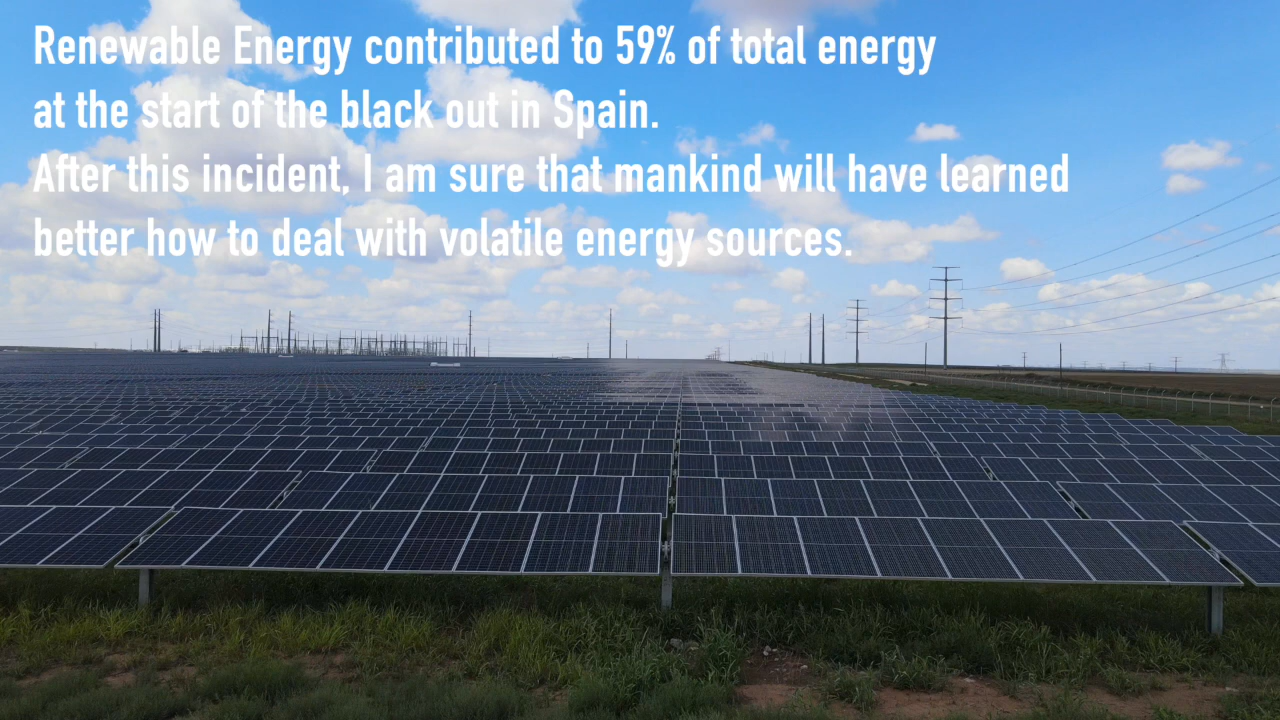 Renewable Energy contributed to 59% of total energy
at the start of the black out in Spain.
After this incident, I am sure that mankind will have learned
better how to deal with volatile energy sources.